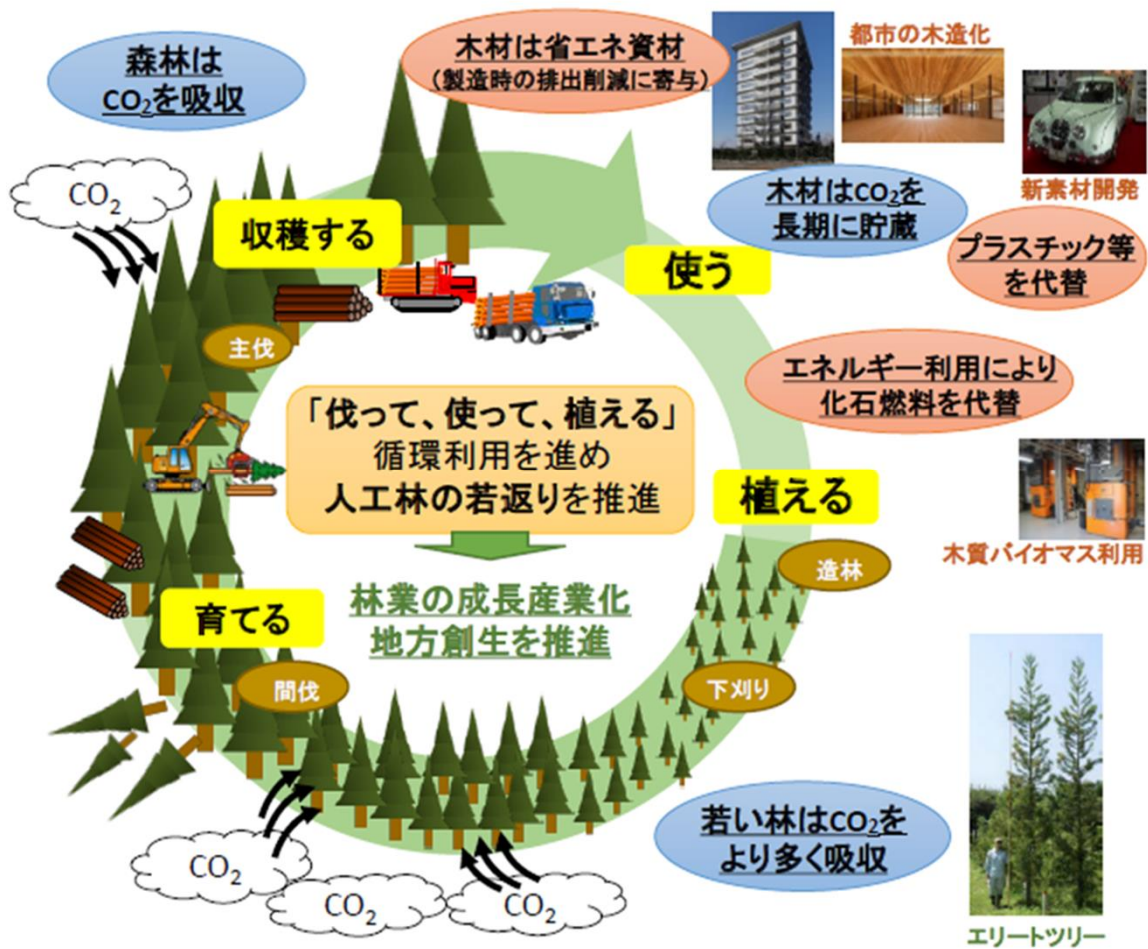 森林は
CO₂を吸収
木材は省エネ資材
（製造時の排出削減に寄与）
都市の木造化
新素材開発
CO₂
収穫する
木材はCO₂を
長期に貯蔵
使う
プラスチック等
を代替
主伐
エネルギー利用により
化石燃料を代替
「伐って、使って、植える」
循環利用を進め
人工林の若返りを推進
植える
木質バイオマス利用
造林
林業の成長産業化
地方創生を推進
育てる
間伐
下刈り
若い林はCO₂を
より多く吸収
CO₂
CO₂
CO₂
エリートツリー